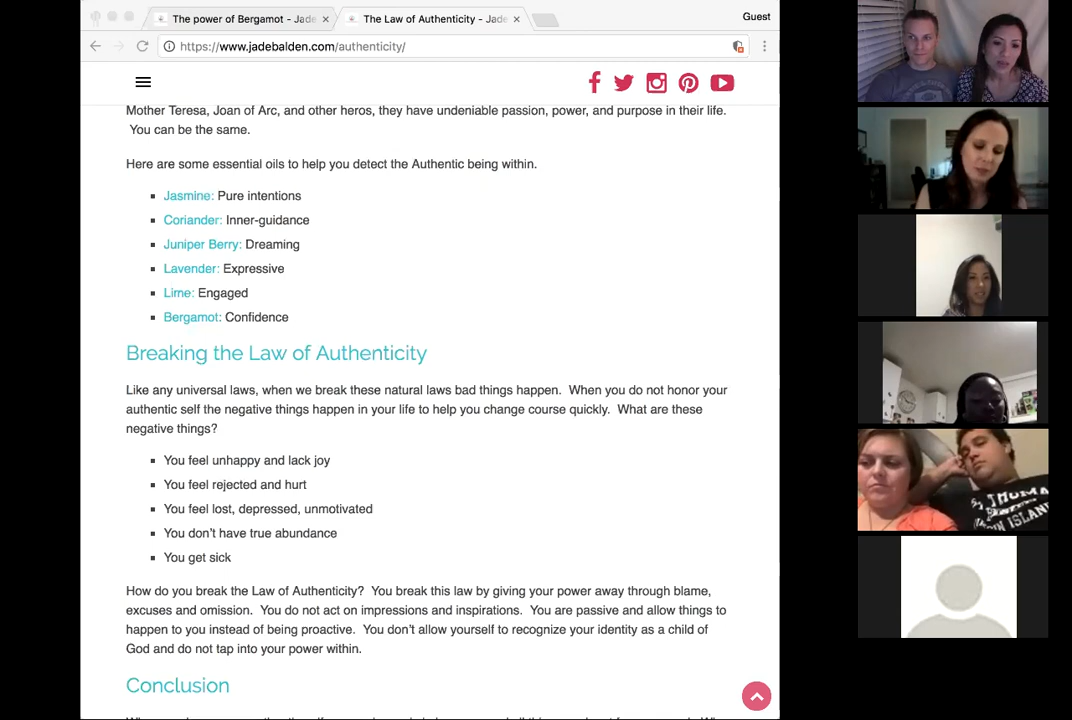 The power of Bergamot - Jade
The Law of Authenticity - Jade
Guest
https://www.jadebalden.com/authenticity/
Mother Teresa, Joan of Arc, and other heros, they have undeniable passion, power, and purpose in their life.
You can be the same.
Here are some essential oils to help you detect the Authentic being within.
Jasmine: Pure intentions
Coriander: Inner-guidance
Juniper Berry: Dreaming
Lavender: Expressive
Lime: Engaged
Bergamot: Confidence
Breaking the Law of Authenticity
Like any universal laws, when we break these natural laws bad things happen.  When you do not honor your
authentic self the negative things happen in your life to help you change course quickly.  What are these
negative things?
You feel unhappy and lack joy
You feel rejected and hurt
You feel lost, depressed, unmotivated
You don't have true abundance
You get sick
How do you break the Law of Authenticity?  You break this law by giving your power away through blame,
excuses and omission.  You do not act on impressions and inspirations.  You are passive and allow things to
happen to you instead of being proactive.  You don't allow yourself to recognize your identity as a child of
God and do not tap into your power within.
Conclusion